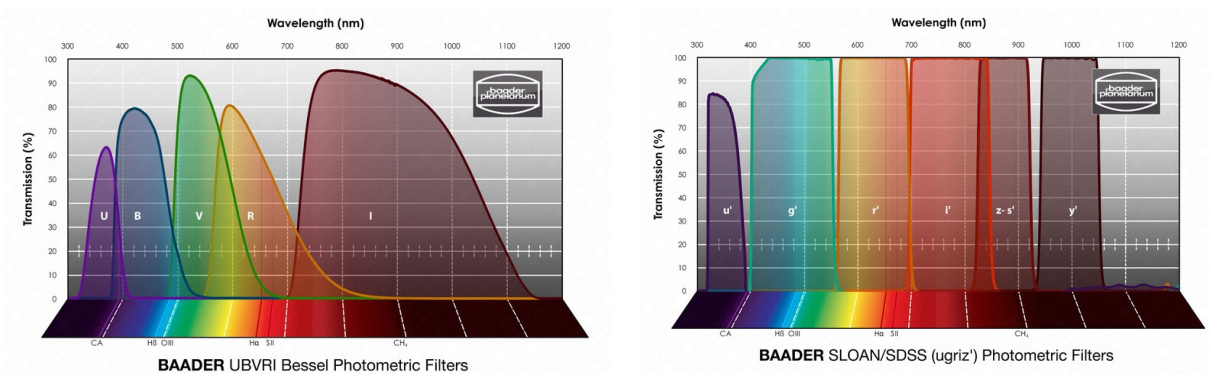 Wavelength (nm)
300 400 500 600 700 800 900 1000 1100 1200
Transmission (%)
100
90
80
70
60
50
40
30
20
10
0
baader
planetarium
U B V R I
CA Hß OIII Hα SII CH₄
BAADER UBVRI Bessel Photometric Filters
Wavelength (nm)
300 400 500 600 700 800 900 1000 1100 1200
Transmission (%)
100
90
80
70
60
50
40
30
20
10
0
baader
planetarium
u' g' r' i' z-s' y'
CA Hß OIII Hα SII CH₄
BAADER SLOAN/SDSS (ugriz') Photometric Filters